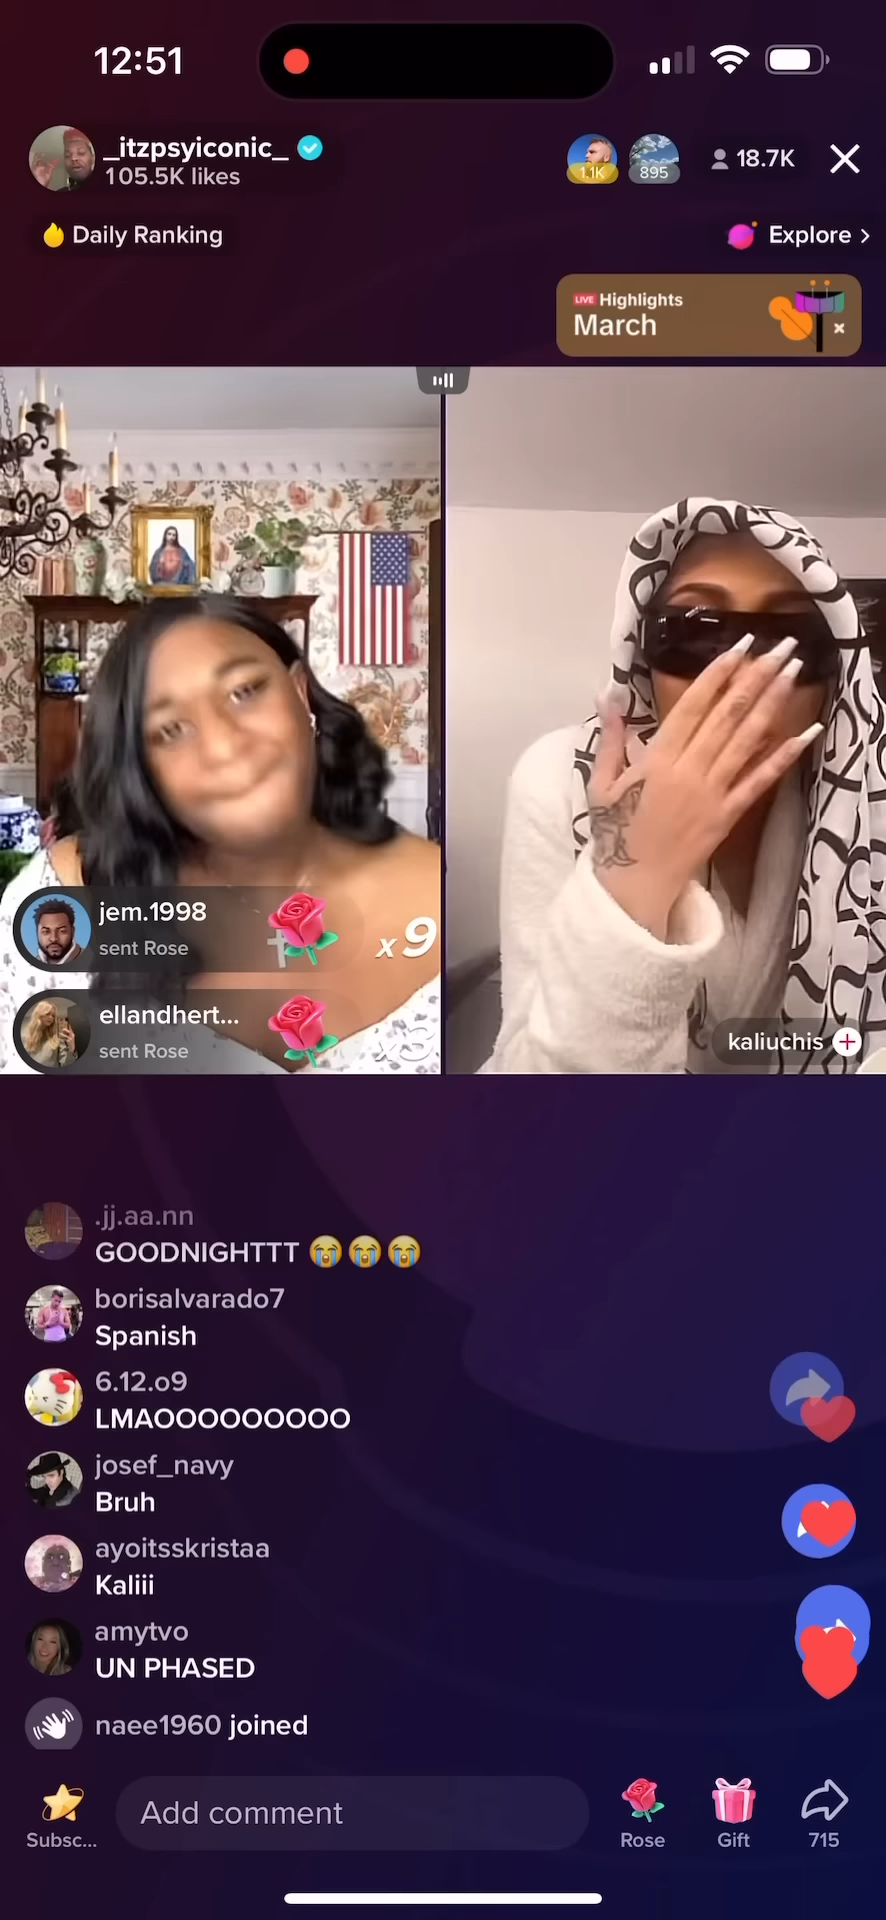 12:51
_itzpsyiconic_
105.5K likes
1.1K
895
18.7K
Daily Ranking
Explore >
LIVE Highlights
March
jem.1998
sent Rose
x9
ellandhert...
sent Rose
x3
kaliuchis
.jj.aa.nn
GOODNIGHTTT 😭😭😭
borisalvarado7
Spanish
6.12.o9
LMAOOOOOOOOO
josef_navy
Bruh
ayoitsskristaa
Kaliii
amytvo
UN PHASED
naee1960 joined
Subsc...
Add comment
Rose
Gift
715